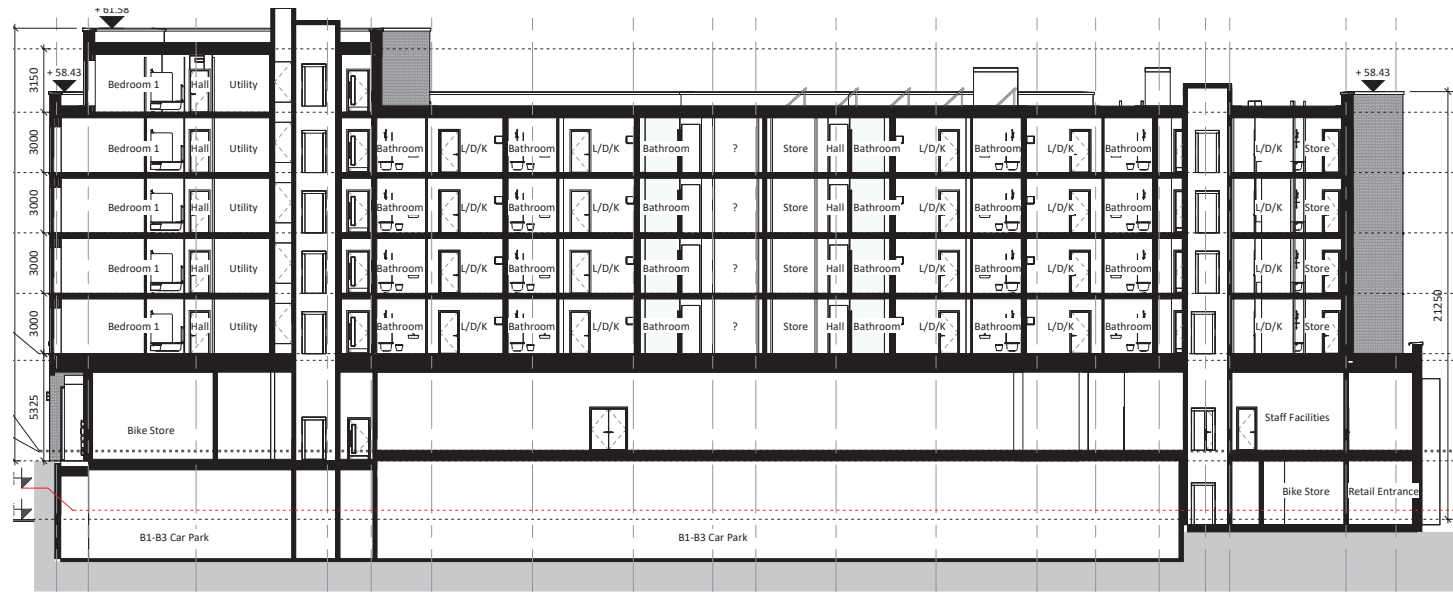 + 61.58
+ 58.43
+ 58.43
3150
Bedroom 1 Hall Utility
3000
Bedroom 1 Hall Utility Bathroom L/D/K Bathroom L/D/K Bathroom ? Store Hall Bathroom L/D/K Bathroom L/D/K Bathroom L/D/K Store
3000
Bedroom 1 Hall Utility Bathroom L/D/K Bathroom L/D/K Bathroom ? Store Hall Bathroom L/D/K Bathroom L/D/K Bathroom L/D/K Store
3000
Bedroom 1 Hall Utility Bathroom L/D/K Bathroom L/D/K Bathroom ? Store Hall Bathroom L/D/K Bathroom L/D/K Bathroom L/D/K Store
3000
Bedroom 1 Hall Utility Bathroom L/D/K Bathroom L/D/K Bathroom ? Store Hall Bathroom L/D/K Bathroom L/D/K Bathroom L/D/K Store
21250
5325
Bike Store
Staff Facilities
Bike Store Retail Entrance
B1-B3 Car Park B1-B3 Car Park